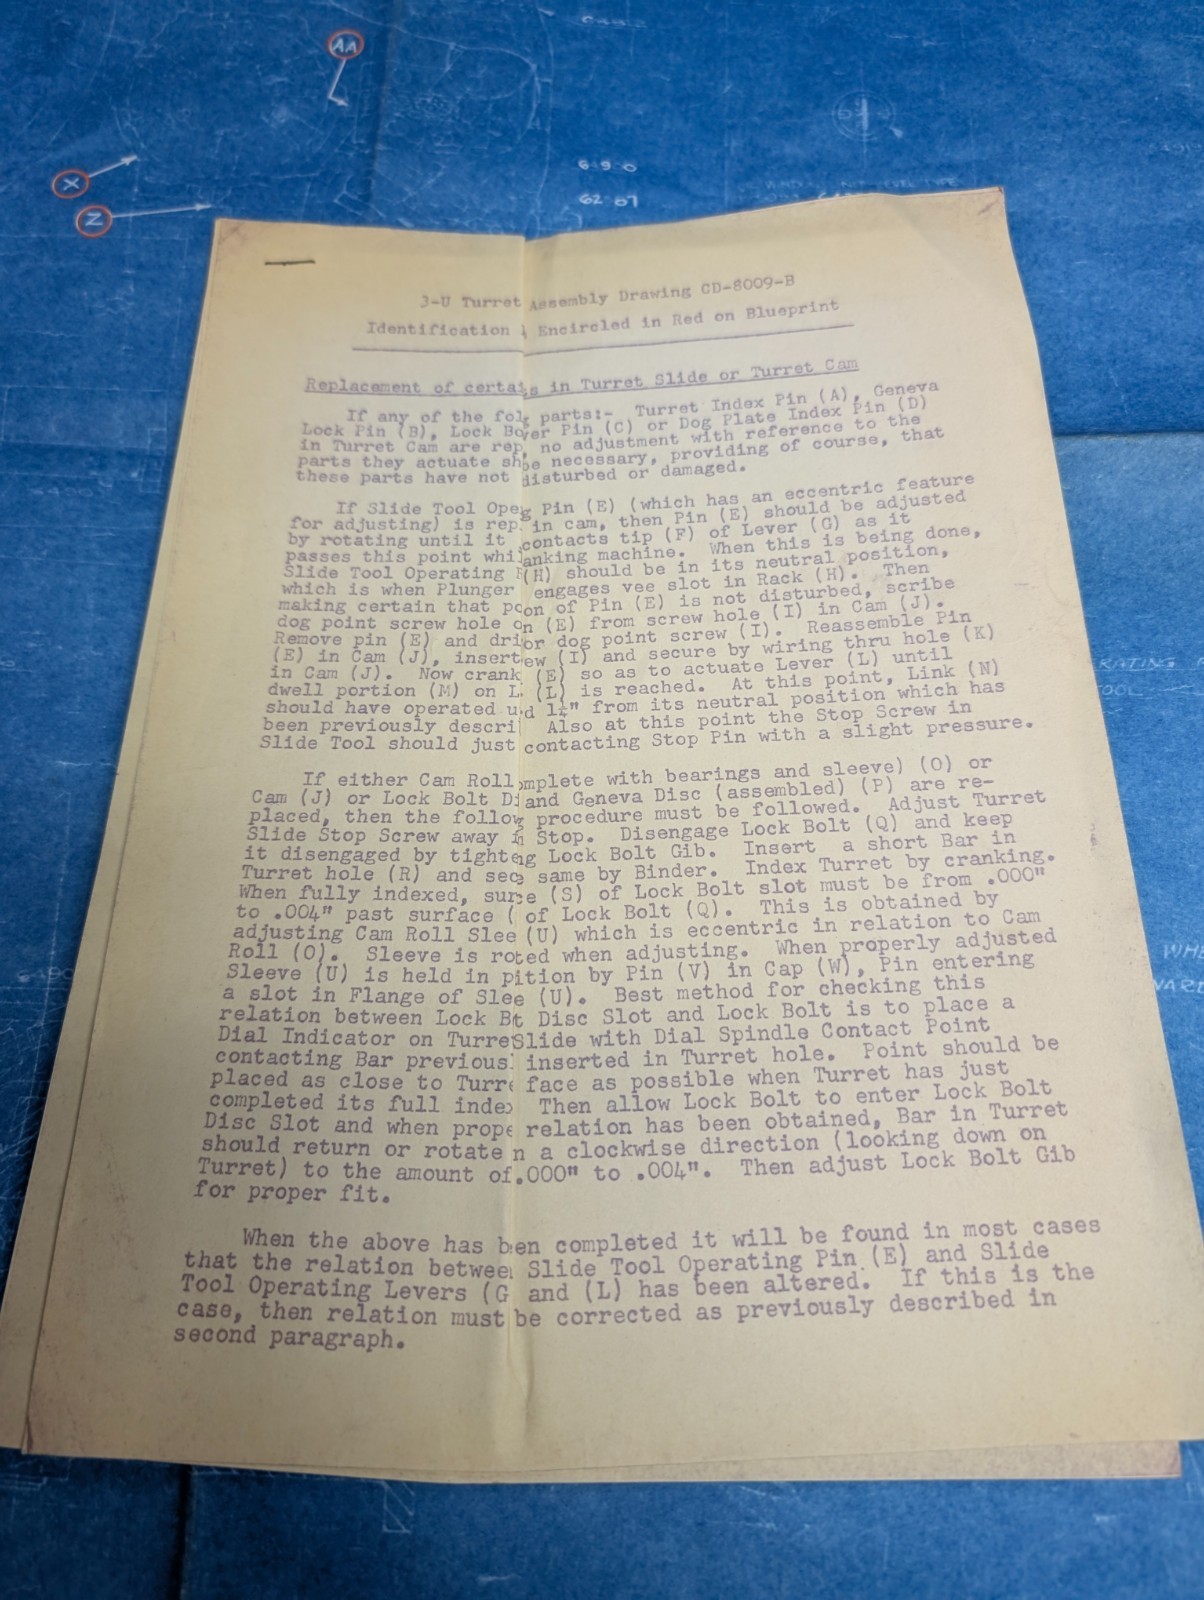 AA
X
Z
6-9-0
62-07
3-U Turret Assembly Drawing CD-8009-B
Identification Encircled in Red on Blueprint
Replacement of certai s in Turret Slide or Turret Cam
If any of the fol g parts:- Turret Index Pin (A), Geneva
Lock Pin (B), Lock Bo er Pin (C) or Dog Plate Index Pin (D)
in Turret Cam are rep, no adjustment with reference to the
parts they actuate sh be necessary, providing of course, that
these parts have not disturbed or damaged.
If Slide Tool Ope g Pin (E) (which has an eccentric feature
for adjusting) is rep in cam, then Pin (E) should be adjusted
by rotating until it contacts tip (F) of Lever (G) as it
passes this point whi anking machine. When this is being done,
Slide Tool Operating (H) should be in its neutral position,
which is when Plunger engages vee slot in Rack (H). Then
making certain that po on of Pin (E) is not disturbed, scribe
dog point screw hole on (E) from screw hole (I) in Cam (J).
Remove pin (E) and dri or dog point screw (I). Reassemble Pin
(E) in Cam (J), insert ew (I) and secure by wiring thru hole (K)
in Cam (J). Now crank (E) so as to actuate Lever (L) until
dwell portion (M) on L (L) is reached. At this point, Link (N)
should have operated u d 1¼" from its neutral position which has
been previously descri Also at this point the Stop Screw in
Slide Tool should just contacting Stop Pin with a slight pressure.
If either Cam Roll omplete with bearings and sleeve) (O) or
Cam (J) or Lock Bolt Di and Geneva Disc (assembled) (P) are re-
placed, then the follow g procedure must be followed. Adjust Turret
Slide Stop Screw away Stop. Disengage Lock Bolt (Q) and keep
it disengaged by tighte g Lock Bolt Gib. Insert a short Bar in
Turret hole (R) and sec same by Binder. Index Turret by cranking.
When fully indexed, sur e (S) of Lock Bolt slot must be from .000"
to .004" past surface ( of Lock Bolt (Q). This is obtained by
adjusting Cam Roll Slee (U) which is eccentric in relation to Cam
Roll (O). Sleeve is ro ted when adjusting. When properly adjusted
Sleeve (U) is held in p ition by Pin (V) in Cap (W), Pin entering
a slot in Flange of Slee (U). Best method for checking this
relation between Lock B t Disc Slot and Lock Bolt is to place a
Dial Indicator on Turre Slide with Dial Spindle Contact Point
contacting Bar previous inserted in Turret hole. Point should be
placed as close to Turre face as possible when Turret has just
completed its full index Then allow Lock Bolt to enter Lock Bolt
Disc Slot and when prope relation has been obtained, Bar in Turret
should return or rotate n a clockwise direction (looking down on
Turret) to the amount of .000" to .004". Then adjust Lock Bolt Gib
for proper fit.
When the above has been completed it will be found in most cases
that the relation betwee Slide Tool Operating Pin (E) and Slide
Tool Operating Levers (G and (L) has been altered. If this is the
case, then relation must be corrected as previously described in
second paragraph.